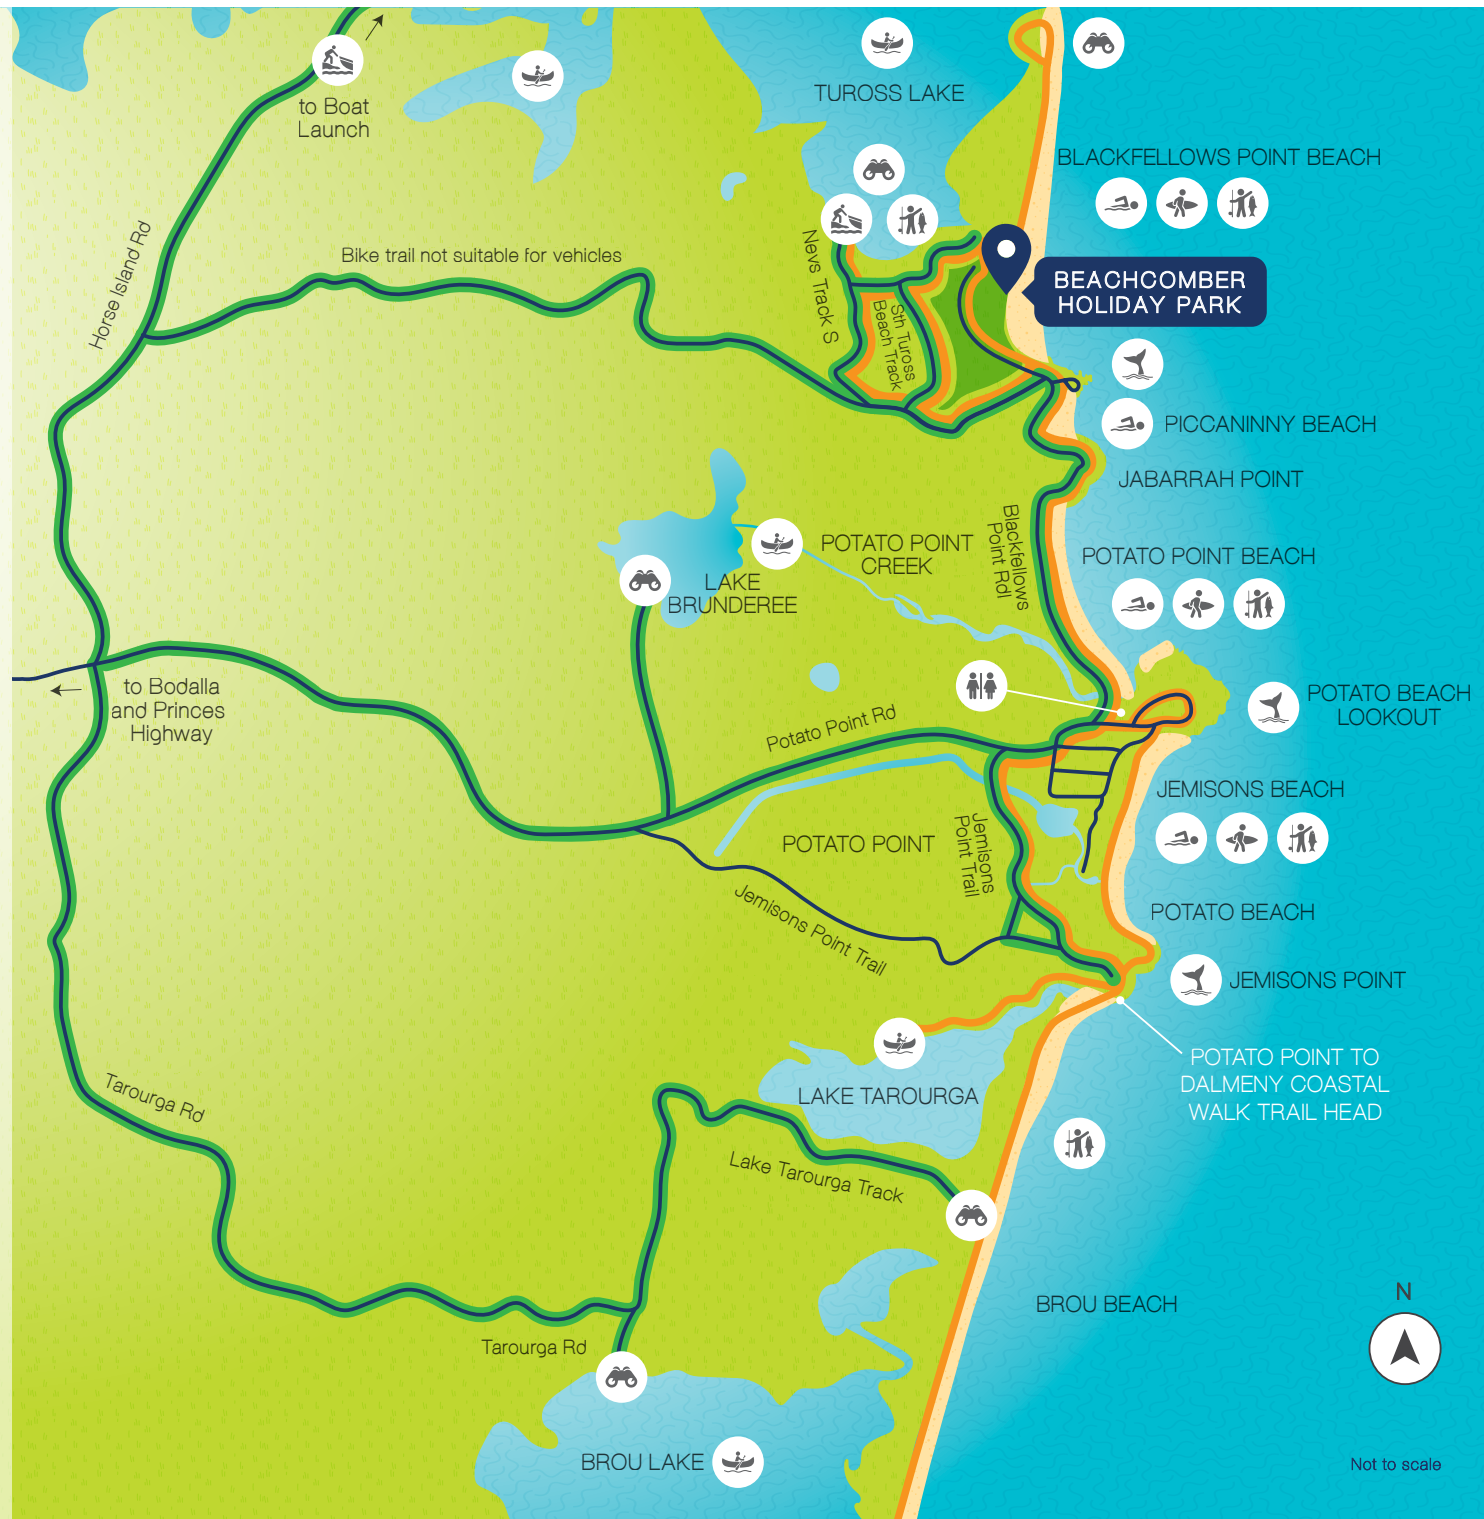 TUROSS LAKE
to Boat
Launch
BLACKFELLOWS POINT BEACH
Horse Island Rd
Bike trail not suitable for vehicles
Nevs Track S
Sth Tuross
Beach Track
BEACHCOMBER
HOLIDAY PARK
PICCANINNY BEACH
JABARRAH POINT
Blackfellows
Point Rdl
POTATO POINT
CREEK
POTATO POINT BEACH
LAKE
BRUNDEREE
to Bodalla
and Princes
Highway
POTATO BEACH
LOOKOUT
Potato Point Rd
JEMISONS BEACH
POTATO POINT
Jemisons
Point Trail
Jemisons Point Trail
POTATO BEACH
JEMISONS POINT
POTATO POINT TO
DALMENY COASTAL
WALK TRAIL HEAD
LAKE TAROURGA
Tarourga Rd
Lake Tarourga Track
BROU BEACH
N
Tarourga Rd
BROU LAKE
Not to scale